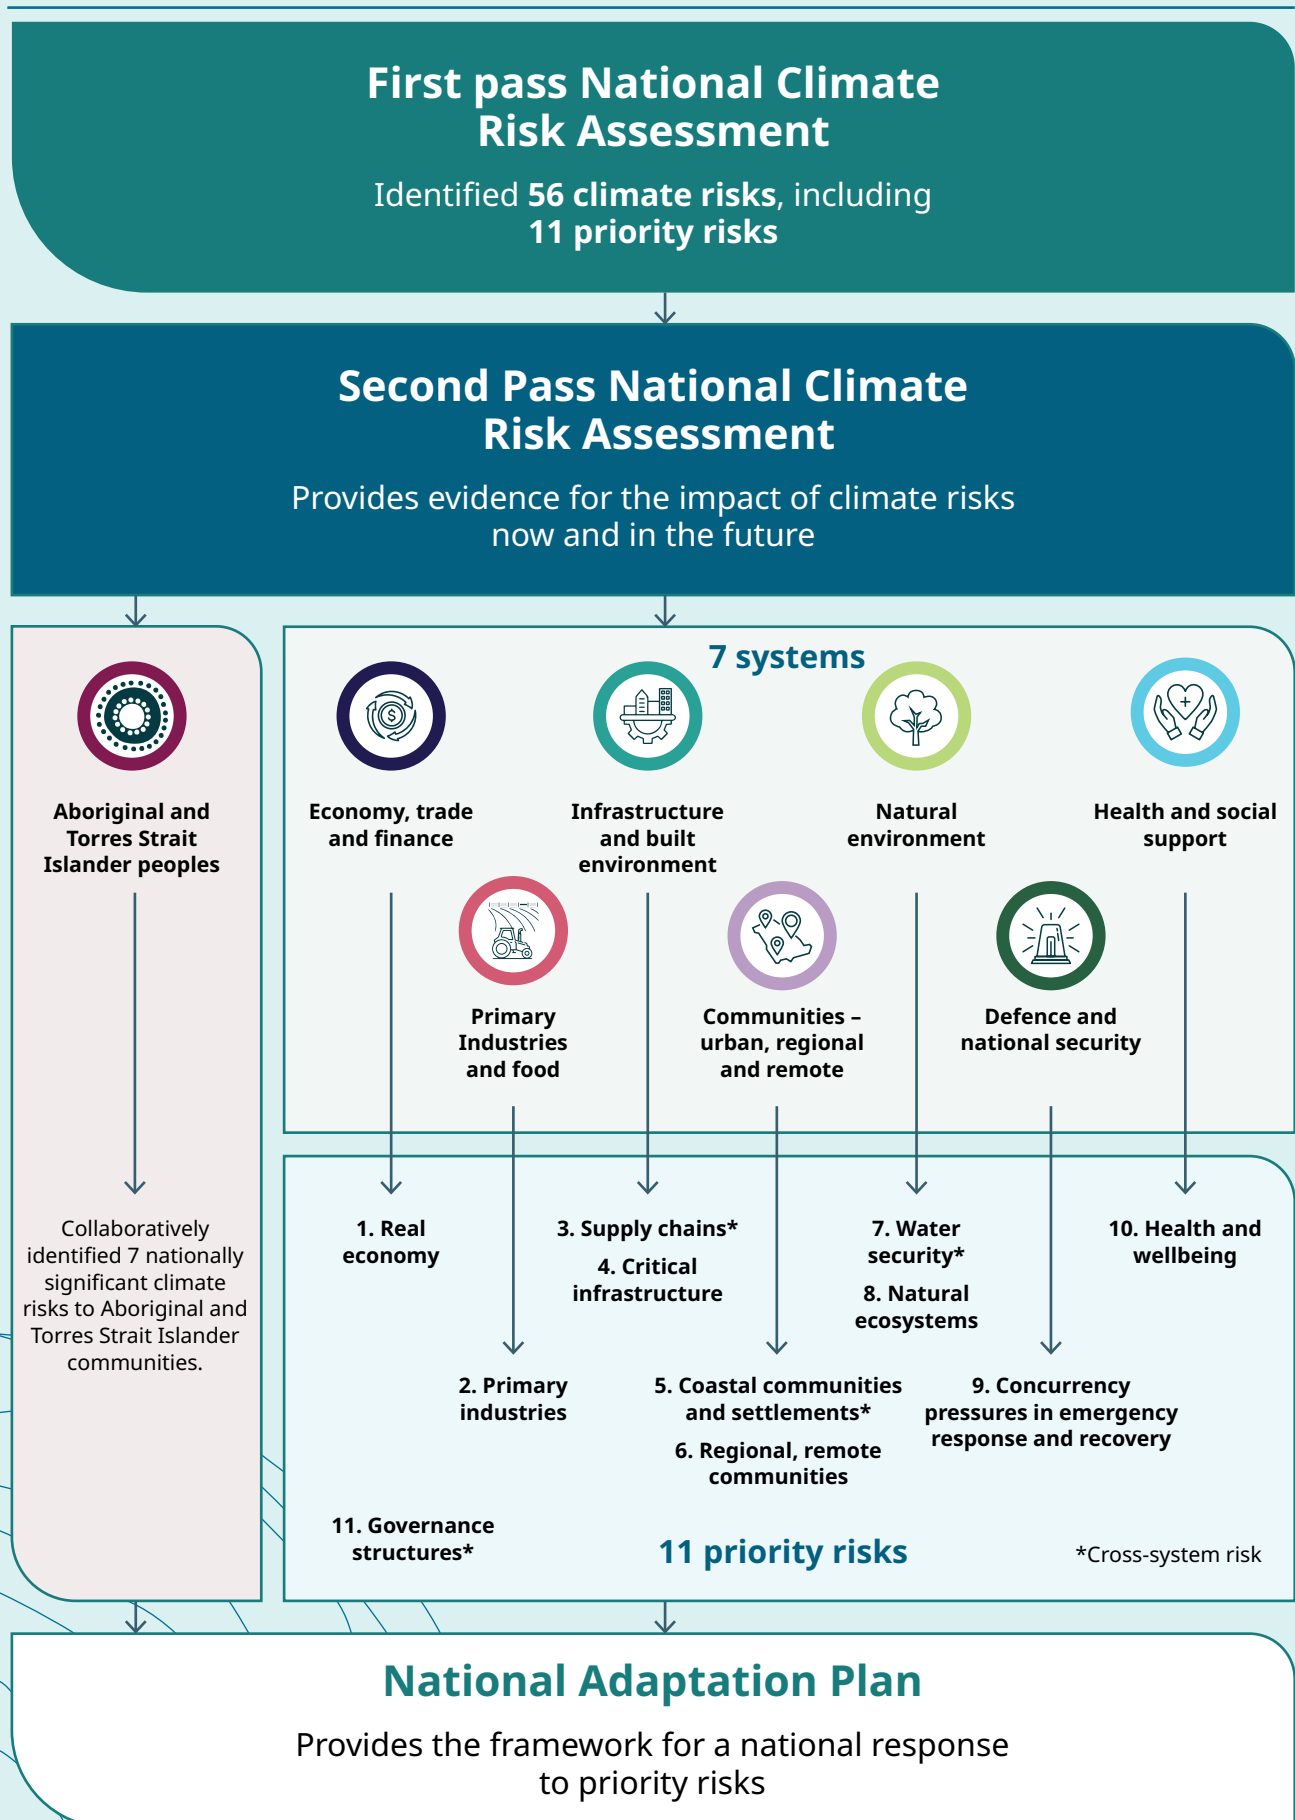 First pass National Climate
Risk Assessment
Identified 56 climate risks, including
11 priority risks
Second Pass National Climate
Risk Assessment
Provides evidence for the impact of climate risks
now and in the future
Aboriginal and
Torres Strait
Islander peoples
Collaboratively
identified 7 nationally
significant climate
risks to Aboriginal and
Torres Strait Islander
communities.
7 systems
Economy, trade
and finance
Infrastructure
and built
environment
Natural
environment
Health and social
support
Primary
Industries
and food
Communities –
urban, regional
and remote
Defence and
national security
1. Real
economy
3. Supply chains*
4. Critical
infrastructure
7. Water
security*
8. Natural
ecosystems
10. Health and
wellbeing
2. Primary
industries
5. Coastal communities
and settlements*
6. Regional, remote
communities
9. Concurrency
pressures in emergency
response and recovery
11. Governance
structures*
11 priority risks
*Cross-system risk
National Adaptation Plan
Provides the framework for a national response
to priority risks